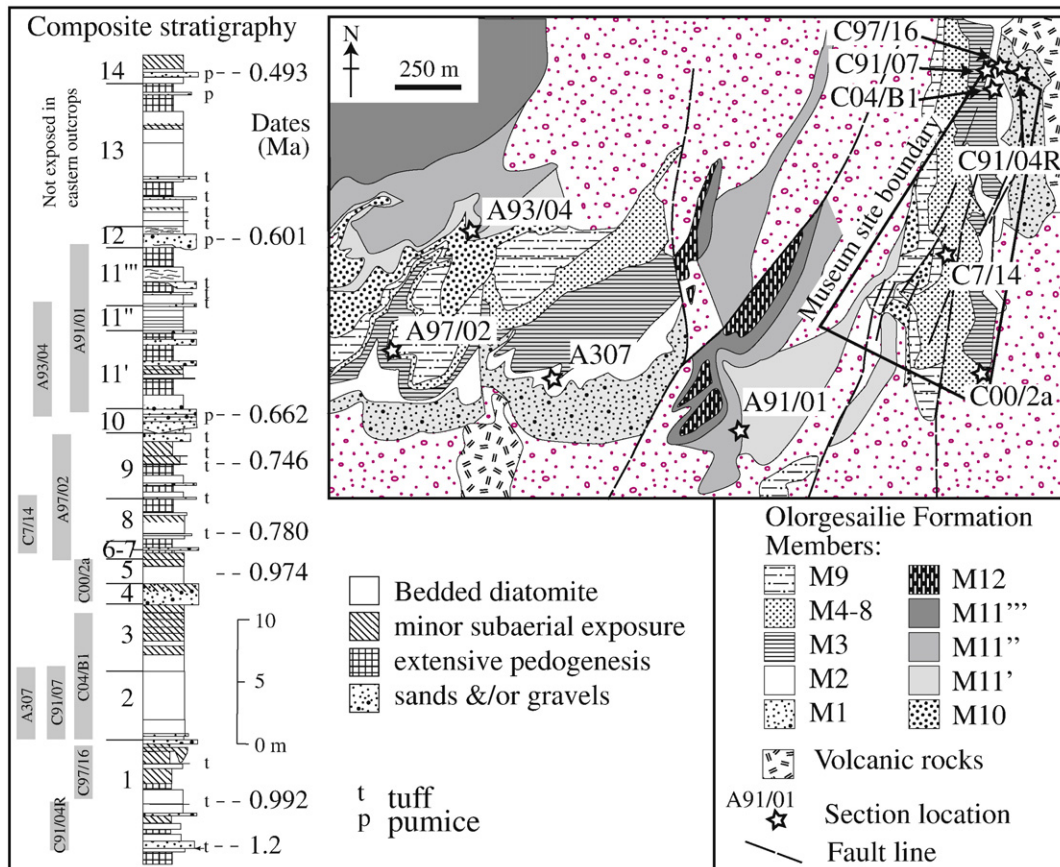 Composite stratigraphy
14
p
0.493
p
Dates
(Ma)
Not exposed in
eastern outcrops
13
t
t
t
t
12
p
0.601
11'''
t
t
11''
A91/01
A93/04
11'
10
p
0.662
t
t
0.746
t
9
t
A97/02
C7/14
8
t
0.780
6-7
5
0.974
C00/2a
4
3
10
C04/B1
5
2
A307
C91/07
0 m
t
1
C97/16
t
0.992
C91/04R
t
1.2
Bedded diatomite
minor subaerial exposure
extensive pedogenesis
sands &/or gravels
t tuff
p pumice
N
250 m
C97/16
C91/07
C04/B1
C91/04R
Museum site boundary
A93/04
C7/14
A97/02
A307
C00/2a
A91/01
Olorgesailie Formation
Members:
M9
M12
M4-8
M11'''
M3
M11''
M2
M11'
M1
M10
Volcanic rocks
A91/01
Section location
Fault line